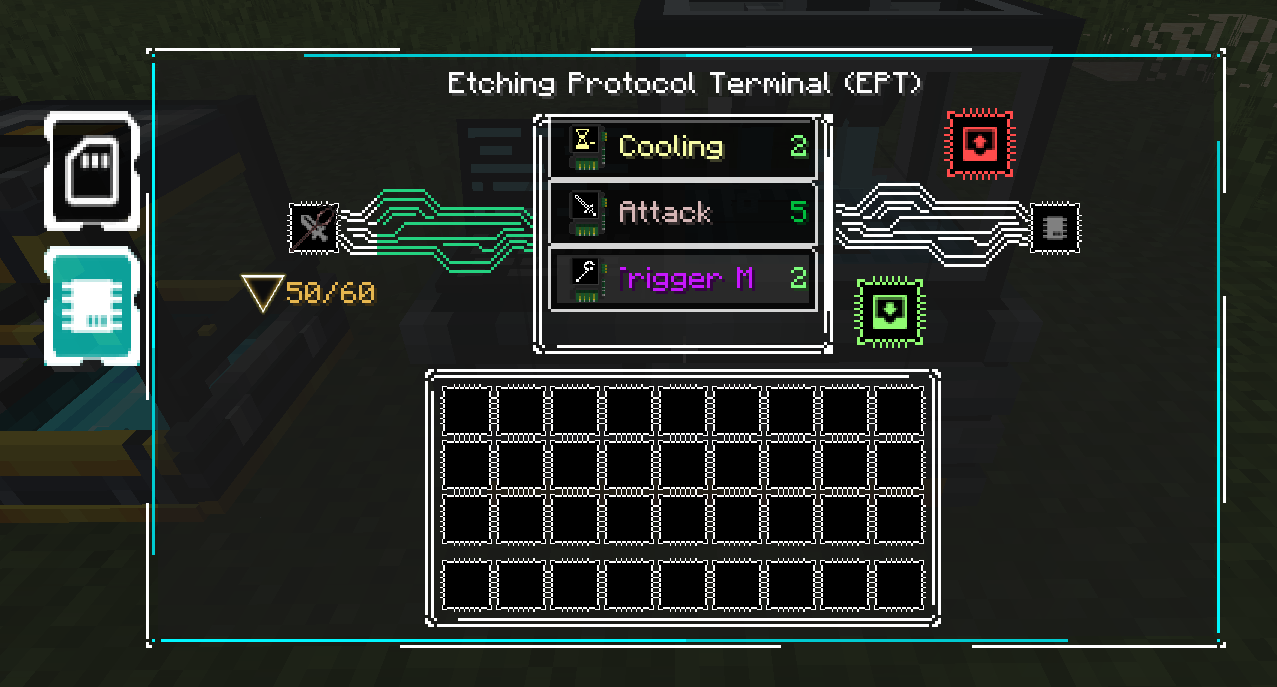 Etching Protocol Terminal (EPT)
Cooling 2
Attack 5
Trigger M 2
50/60